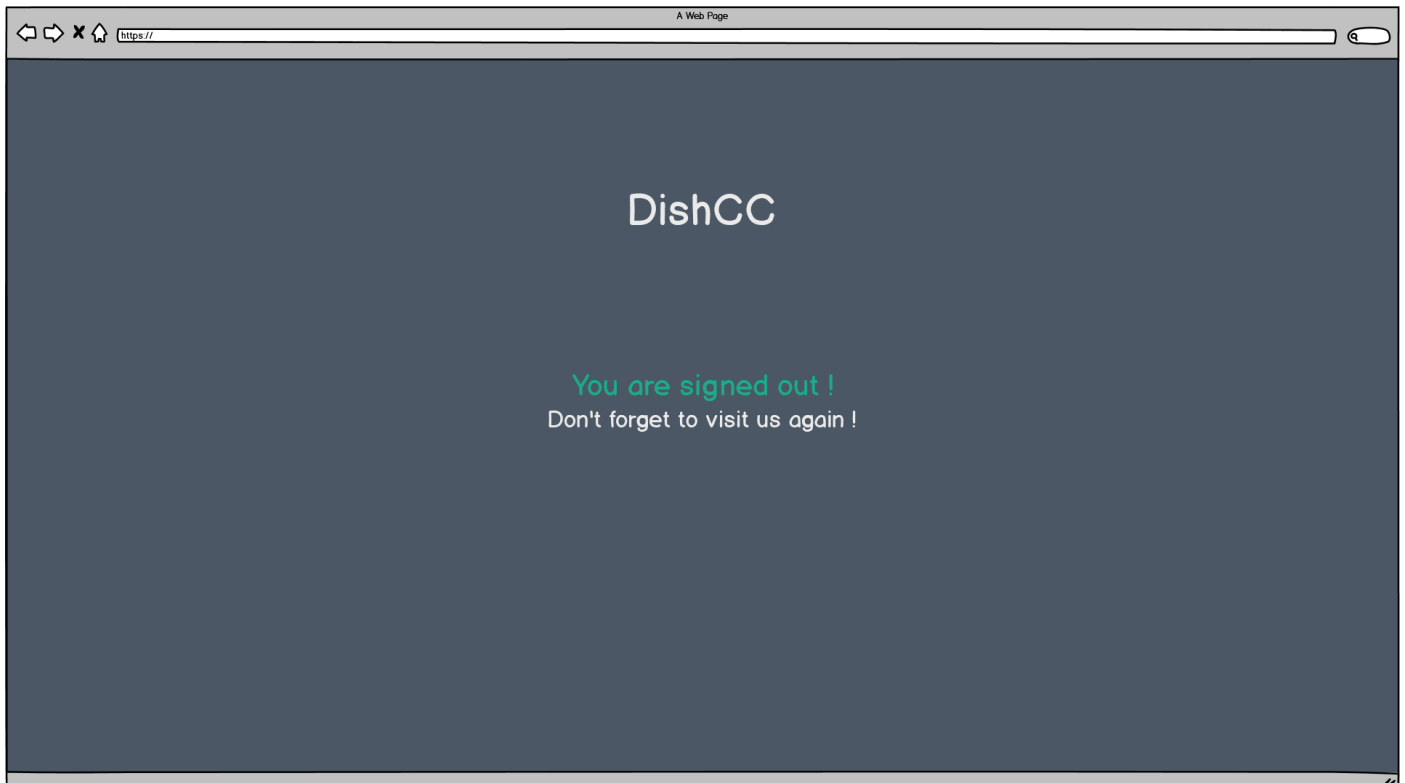 A Web Page
https://
DishCC
You are signed out !
Don't forget to visit us again !